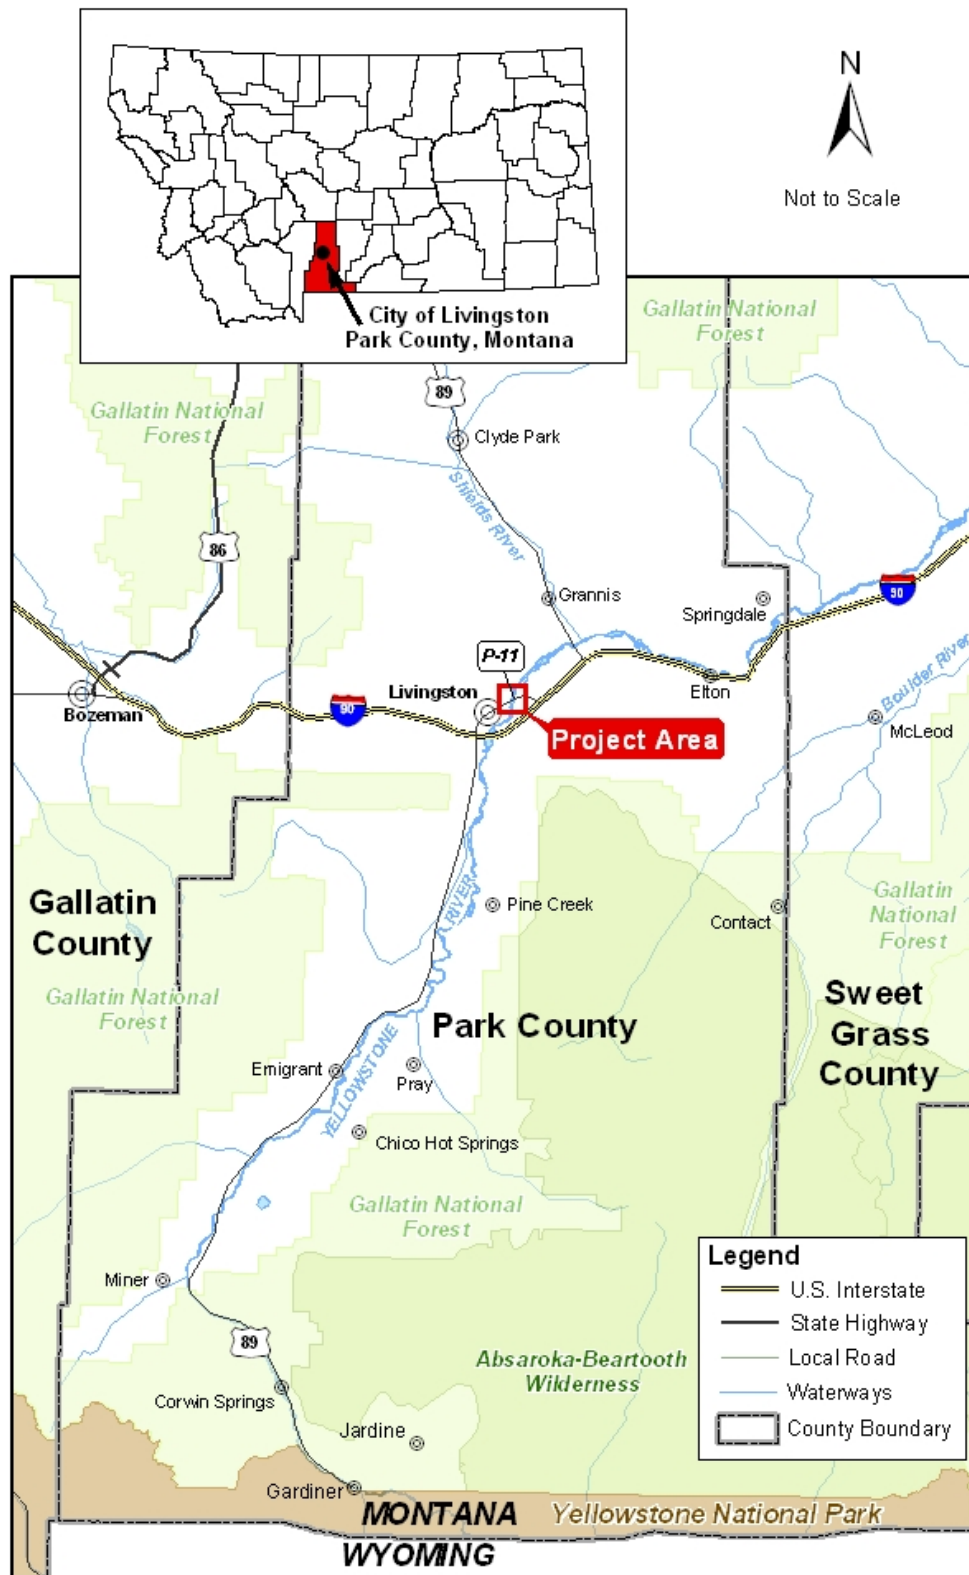 N
Not to Scale
City of Livingston
Park County, Montana
Gallatin National
Forest
Gallatin National
Forest
89
Clyde Park
Shields River
86
Grannis
Springdale
90
P-11
Livingston
Elton
Boulder River
90
Bozeman
McLeod
Project Area
Gallatin
County
RIVER
Pine Creek
Contact
Gallatin
National
Forest
Gallatin National
Forest
Park County
Sweet
Grass
County
YELLOWSTONE
Emigrant
Pray
Chico Hot Springs
Gallatin National
Forest
Miner
Legend
U.S. Interstate
State Highway
Local Road
Waterways
County Boundary
89
Absaroka-Beartooth
Wilderness
Corwin Springs
Jardine
Gardiner
MONTANA
Yellowstone National Park
WYOMING